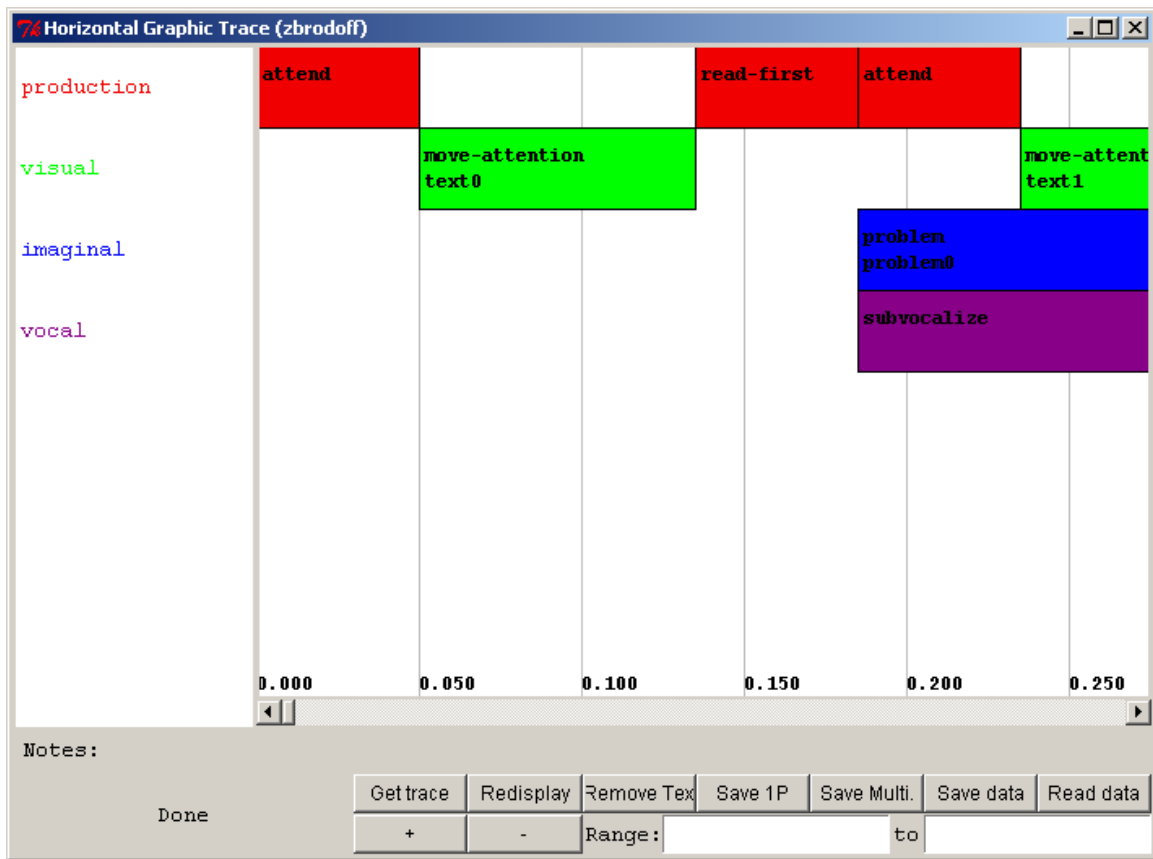 Horizontal Graphic Trace (zbrodoff)
production
attend
read-first
attend
visual
move-attention
text0
move-attent
text1
imaginal
problem
problem0
vocal
subvocalize
0.000 0.050 0.100 0.150 0.200 0.250
Notes:
Done
Get trace Redisplay Remove Tex Save 1P Save Multi. Save data Read data
+ - Range: to